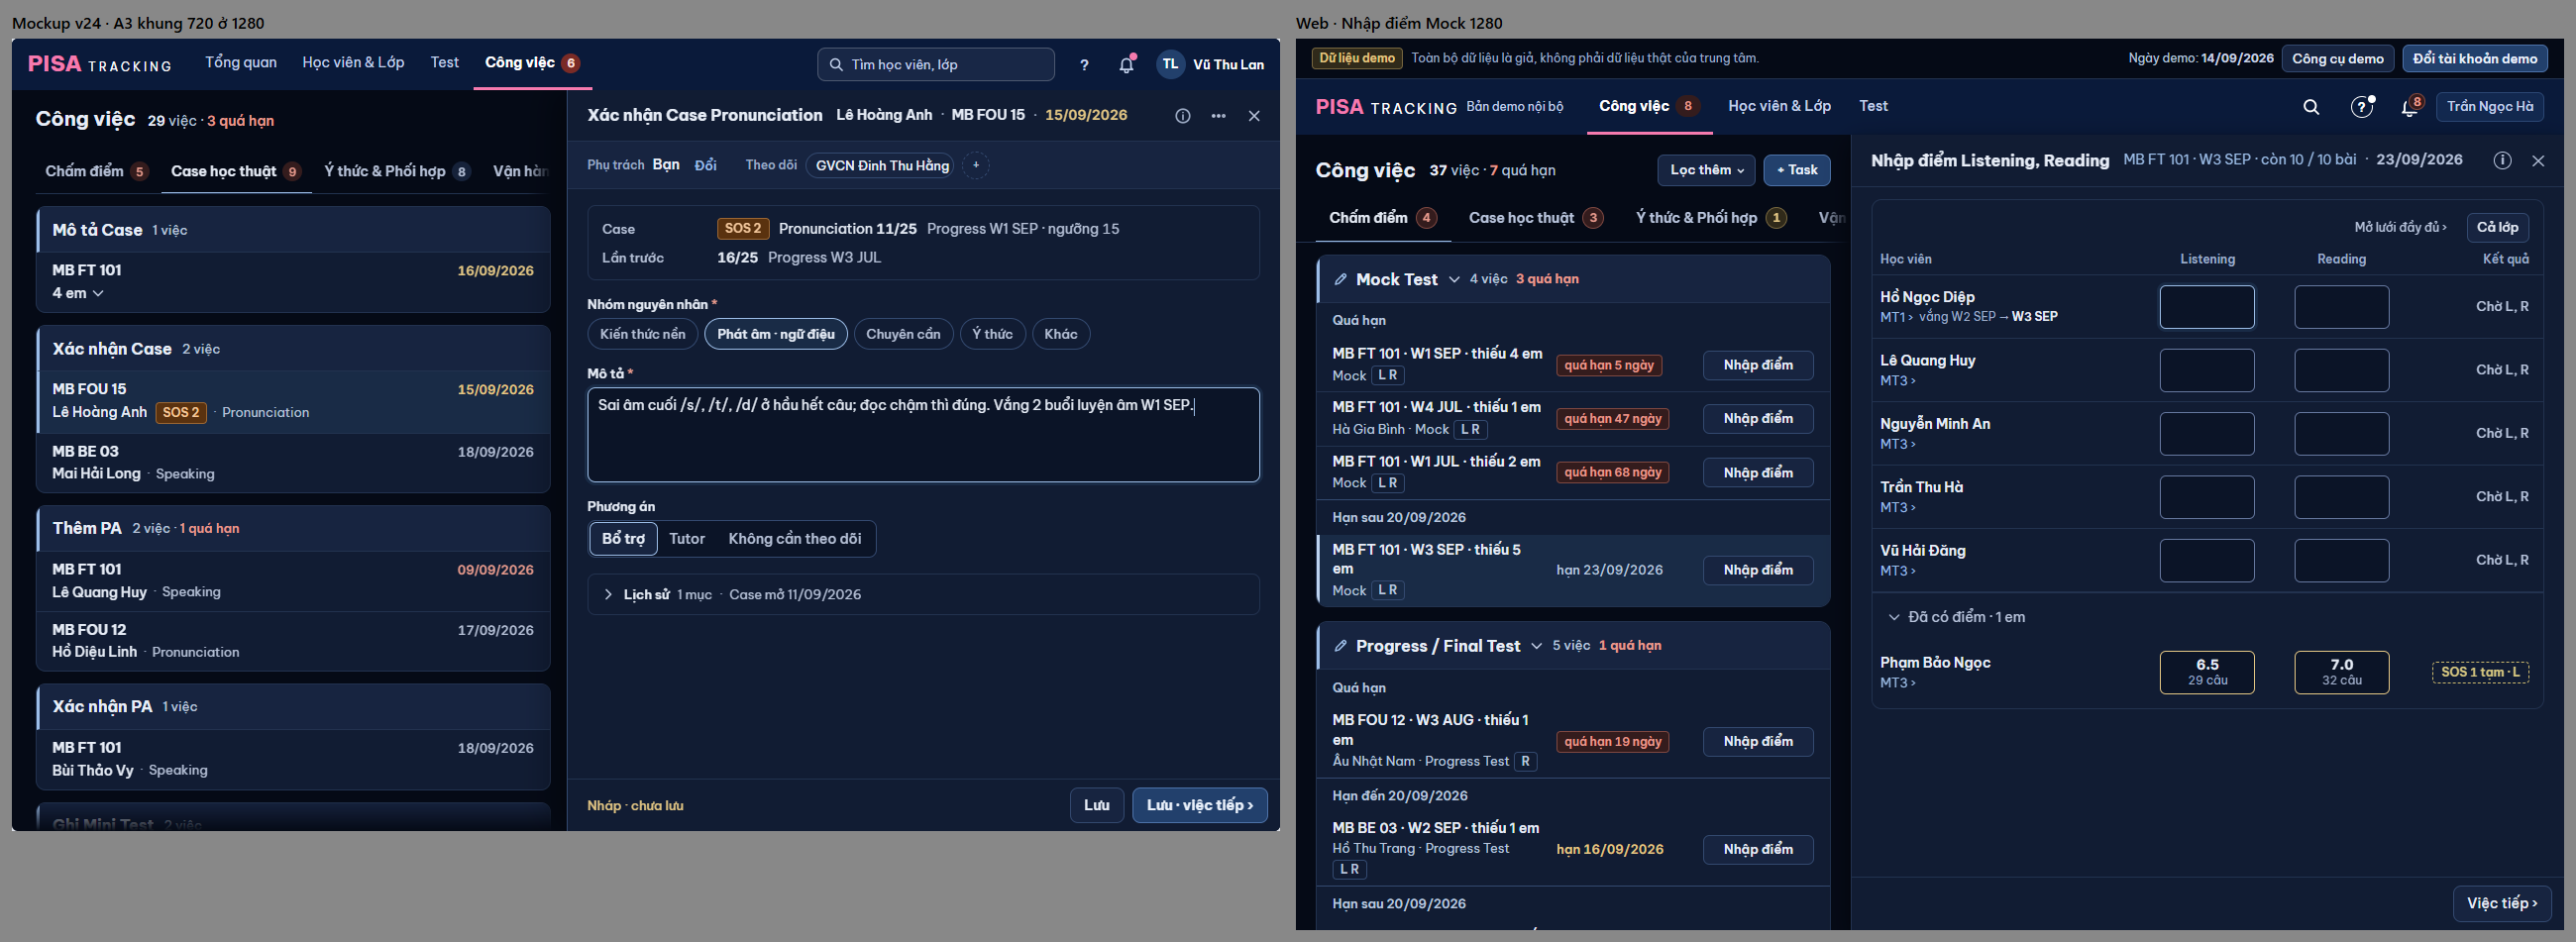 Mockup v24 · A3 khung 720 ở 1280
PISA TRACKING
Tổng quan
Học viên & Lớp
Test
Công việc 6
Tìm học viên, lớp
?
TL
Vũ Thu Lan
Công việc 29 việc · 3 quá hạn
Chấm điểm 5
Case học thuật 9
Ý thức & Phối hợp 8
Vận hàn
Mô tả Case 1 việc
MB FT 101 16/09/2026
4 em
Xác nhận Case 2 việc
MB FOU 15 15/09/2026
Lê Hoàng Anh SOS 2 · Pronunciation
MB BE 03 18/09/2026
Mai Hải Long · Speaking
Thêm PA 2 việc · 1 quá hạn
MB FT 101 09/09/2026
Lê Quang Huy · Speaking
MB FOU 12 17/09/2026
Hồ Diệu Linh · Pronunciation
Xác nhận PA 1 việc
MB FT 101 18/09/2026
Bùi Thảo Vy · Speaking
Ghi Mini Test 2 việc
Xác nhận Case Pronunciation Lê Hoàng Anh · MB FOU 15 · 15/09/2026
Phụ trách Bạn Đổi Theo dõi GVCN Đinh Thu Hằng +
Case SOS 2 Pronunciation 11/25 Progress W1 SEP · ngưỡng 15
Lần trước 16/25 Progress W3 JUL
Nhóm nguyên nhân *
Kiến thức nền
Phát âm · ngữ điệu
Chuyên cần
Ý thức
Khác
Mô tả *
Sai âm cuối /s/, /t/, /d/ ở hầu hết câu; đọc chậm thì đúng. Vắng 2 buổi luyện âm W1 SEP.
Phương án
Bổ trợ
Tutor
Không cần theo dõi
Lịch sử 1 mục · Case mở 11/09/2026
Nháp · chưa lưu
Lưu
Lưu · việc tiếp ›
Web · Nhập điểm Mock 1280
Dữ liệu demo Toàn bộ dữ liệu là giả, không phải dữ liệu thật của trung tâm.
Ngày demo: 14/09/2026
Công cụ demo
Đổi tài khoản demo
PISA TRACKING Bản demo nội bộ
Công việc 8
Học viên & Lớp
Test
?
8
Trần Ngọc Hà
Công việc 37 việc · 7 quá hạn
Lọc thêm
+ Task
Chấm điểm 4
Case học thuật 3
Ý thức & Phối hợp 1
Vận
Mock Test 4 việc 3 quá hạn
Quá hạn
MB FT 101 · W1 SEP · thiếu 4 em
Mock L R
quá hạn 5 ngày
Nhập điểm
MB FT 101 · W4 JUL · thiếu 1 em
Hà Gia Bình · Mock L R
quá hạn 47 ngày
Nhập điểm
MB FT 101 · W1 JUL · thiếu 2 em
Mock L R
quá hạn 68 ngày
Nhập điểm
Hạn sau 20/09/2026
MB FT 101 · W3 SEP · thiếu 5
em
Mock L R
hạn 23/09/2026
Nhập điểm
Progress / Final Test 5 việc 1 quá hạn
Quá hạn
MB FOU 12 · W3 AUG · thiếu 1
em
Âu Nhật Nam · Progress Test R
quá hạn 19 ngày
Nhập điểm
Hạn đến 20/09/2026
MB BE 03 · W2 SEP · thiếu 1 em
Hồ Thu Trang · Progress Test
L R
hạn 16/09/2026
Nhập điểm
Hạn sau 20/09/2026
Nhập điểm Listening, Reading MB FT 101 · W3 SEP · còn 10 / 10 bài · 23/09/2026
Mở lưới đầy đủ ›
Cả lớp
Học viên Listening Reading Kết quả
Hồ Ngọc Diệp
MT1 › vắng W2 SEP → W3 SEP
Chờ L, R
Lê Quang Huy
MT3 ›
Chờ L, R
Nguyễn Minh An
MT3 ›
Chờ L, R
Trần Thu Hà
MT3 ›
Chờ L, R
Vũ Hải Đăng
MT3 ›
Chờ L, R
Đã có điểm · 1 em
Phạm Bảo Ngọc
MT3 ›
6.5
29 câu
7.0
32 câu
SOS 1 tạm · L
Việc tiếp ›